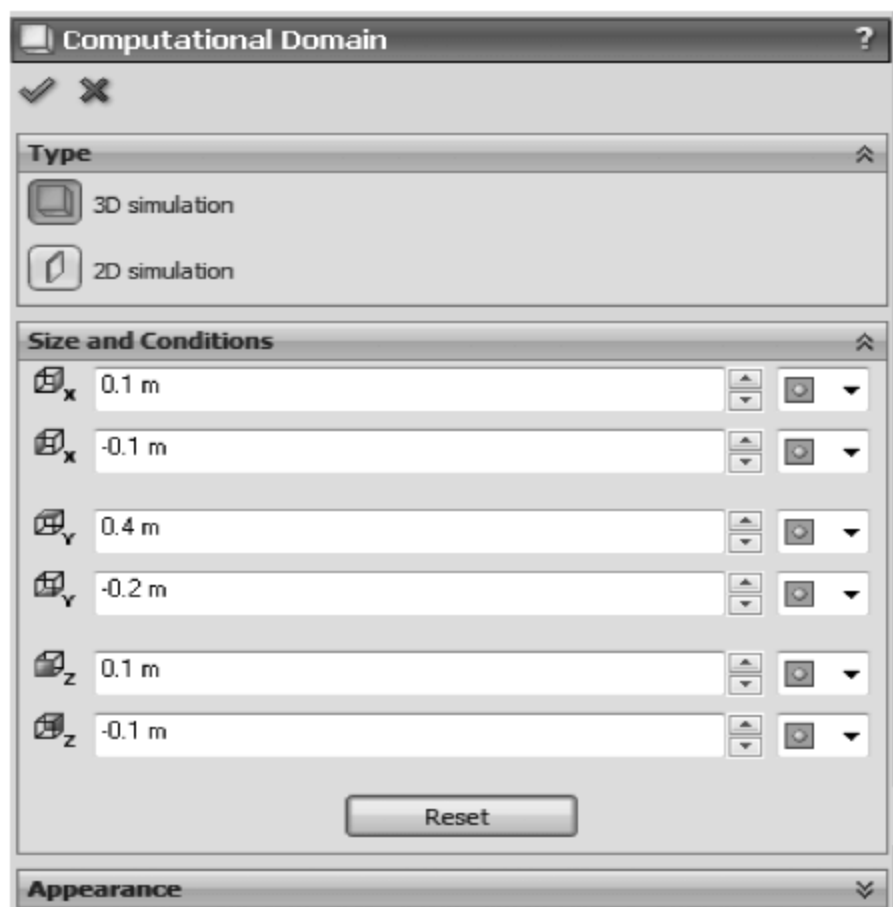 Computational Domain ?
Type
3D simulation
2D simulation
Size and Conditions
X 0.1 m
X -0.1 m
Y 0.4 m
Y -0.2 m
Z 0.1 m
Z -0.1 m
Reset
Appearance